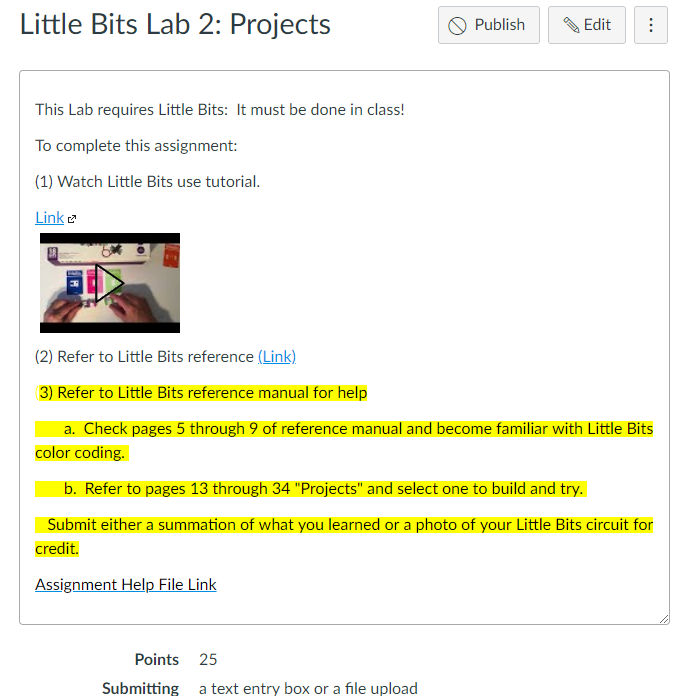 Little Bits Lab 2: Projects
Publish
Edit
This Lab requires Little Bits:  It must be done in class!
To complete this assignment:
(1) Watch Little Bits use tutorial.
Link
(2) Refer to Little Bits reference (Link)
3) Refer to Little Bits reference manual for help
a.  Check pages 5 through 9 of reference manual and become familiar with Little Bits
color coding.
b.  Refer to pages 13 through 34 "Projects" and select one to build and try.
Submit either a summation of what you learned or a photo of your Little Bits circuit for
credit.
Assignment Help File Link
Points 25
Submitting a text entry box or a file upload